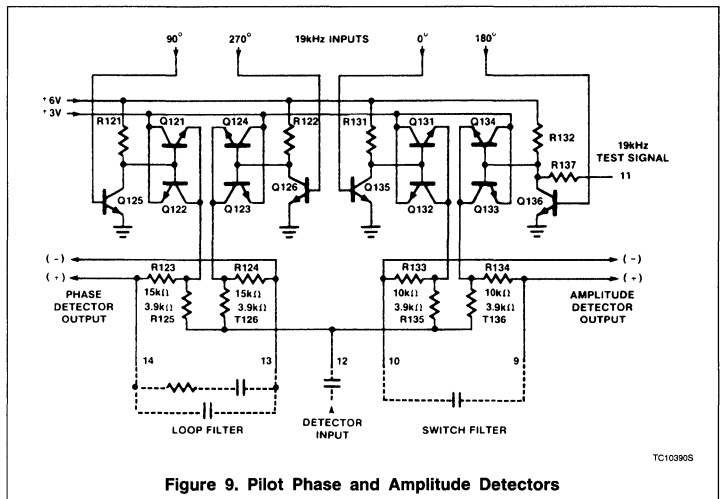 90° 270° 19kHz INPUTS 0° 180°
+6V
+3V
R121 Q121 Q124 R122 R131 Q131 Q134 R132
19kHz
TEST SIGNAL
R137
11
Q125 Q122 Q123 Q126 Q135 Q132 Q133 Q136
(-) (-)
(+) (+)
R123 R124 R133 R134
PHASE
DETECTOR
OUTPUT
AMPLITUDE
DETECTOR
OUTPUT
15kΩ 15kΩ 10kΩ 10kΩ
3.9kΩ 3.9kΩ 3.9kΩ 3.9kΩ
R125 T126 R135 T136
14 13 12 10 9
LOOP FILTER
DETECTOR
INPUT
SWITCH FILTER
TC10390S
Figure 9. Pilot Phase and Amplitude Detectors